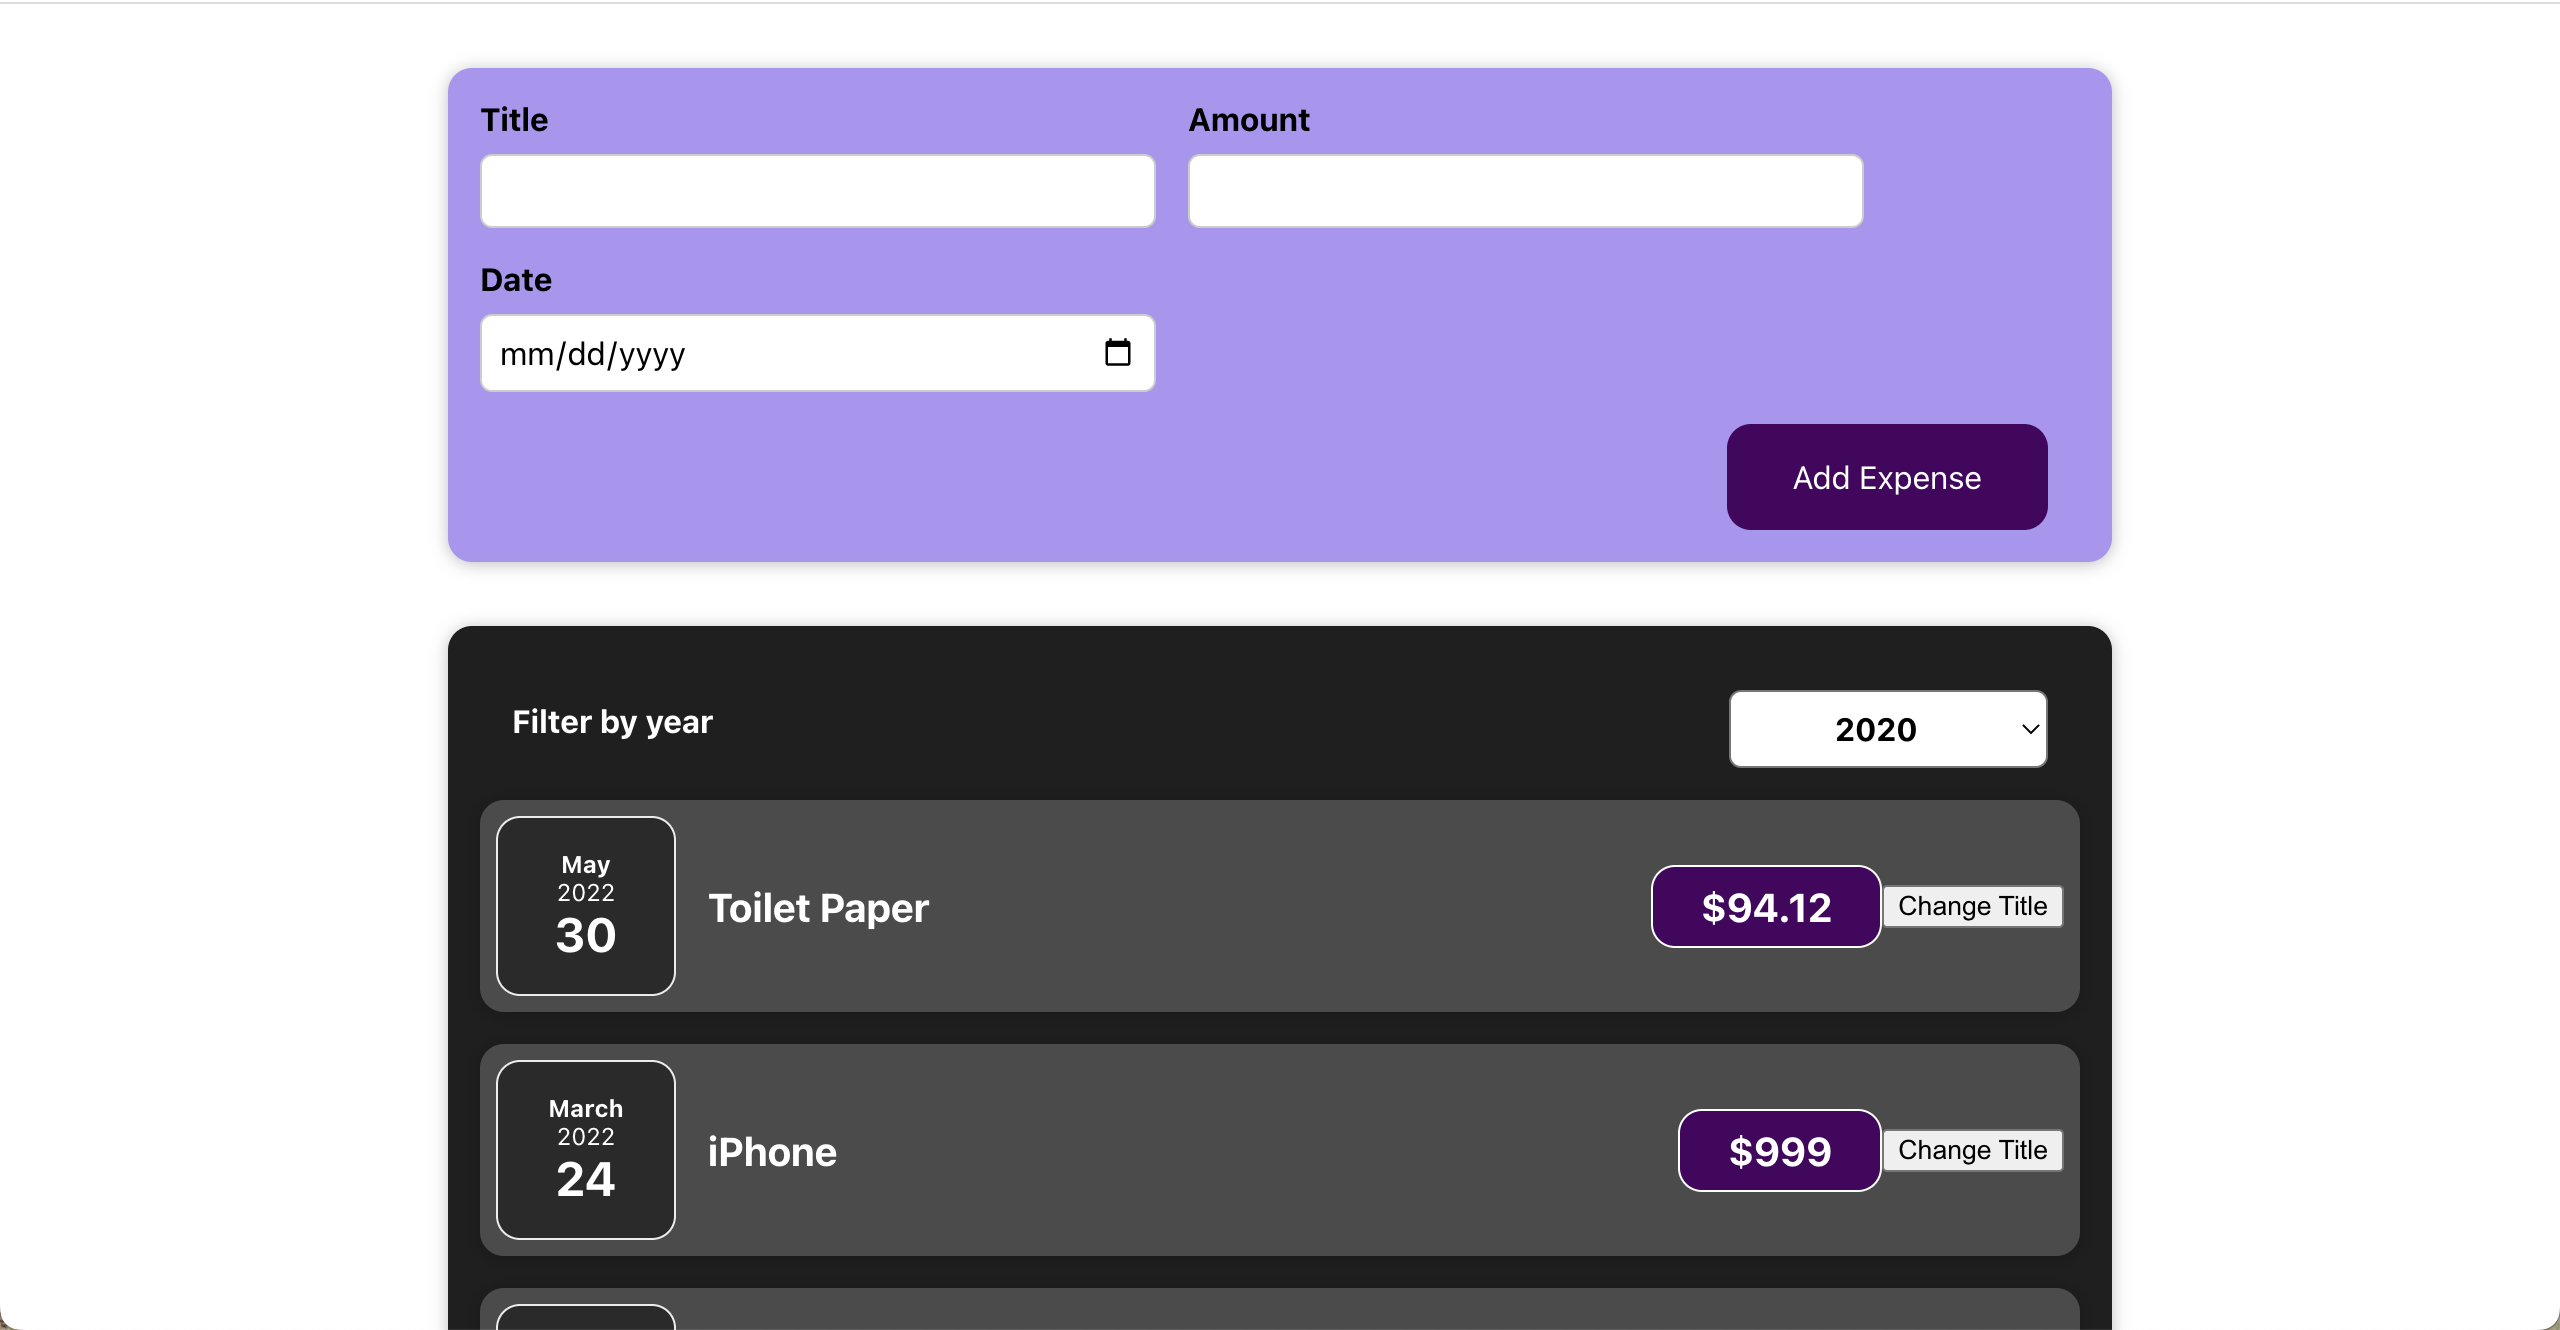 Title
Amount
Date
mm/dd/yyyy
Add Expense
Filter by year
2020
May
2022
30
Toilet Paper
$94.12
Change Title
March
2022
24
iPhone
$999
Change Title